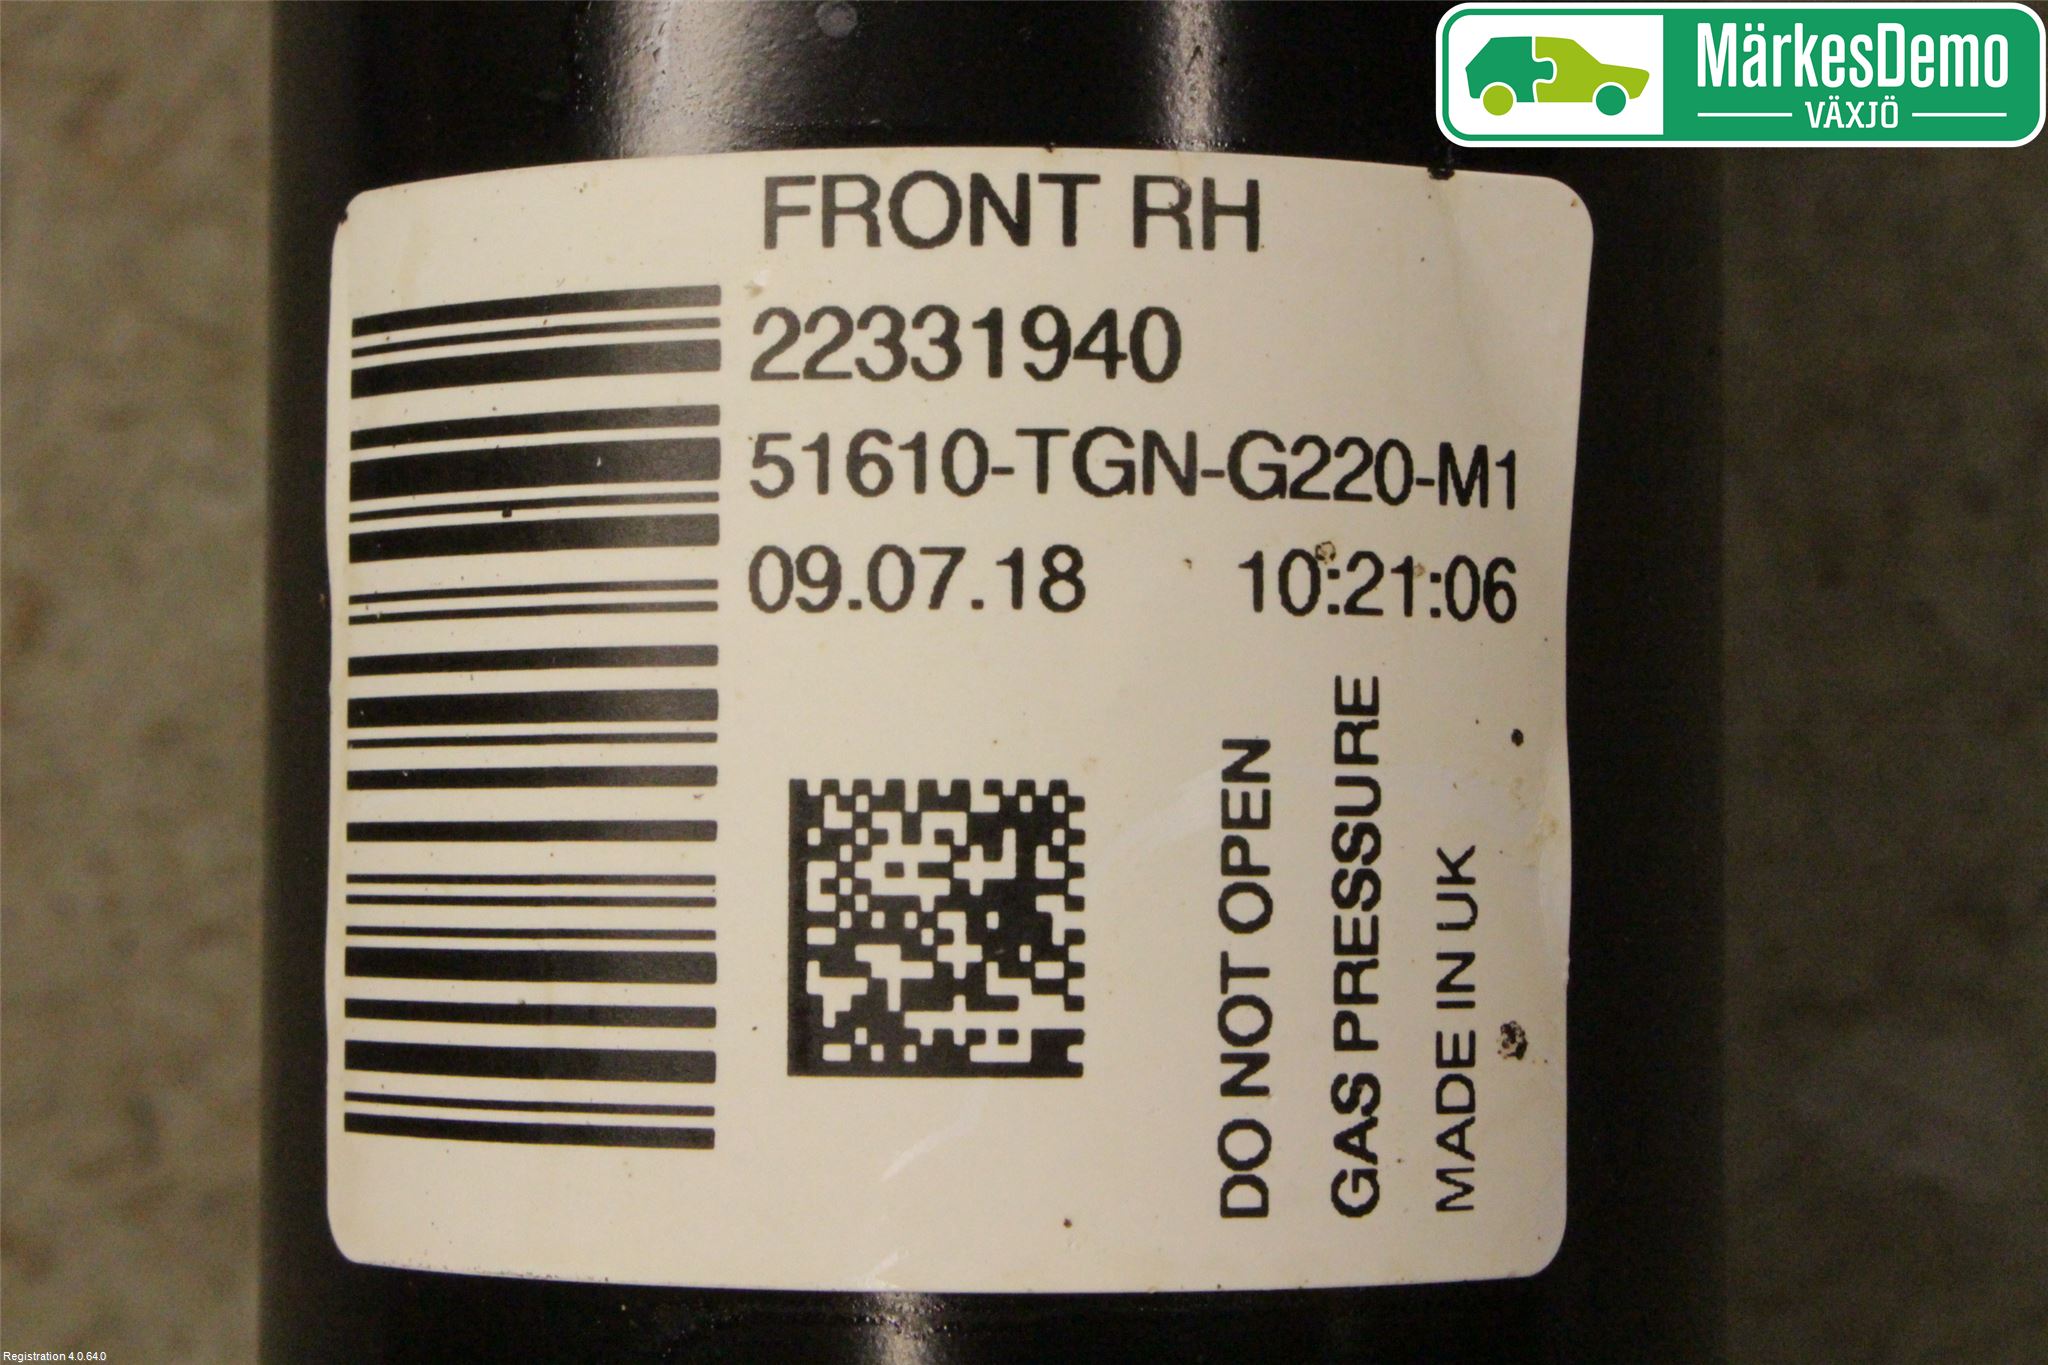 MärkesDemo
VÄXJÖ
FRONT RH
22331940
51610-TGN-G220-M1
09.07.18 10:21:06
DO NOT OPEN
GAS PRESSURE
MADE IN UK
Registration 4.0.64.0